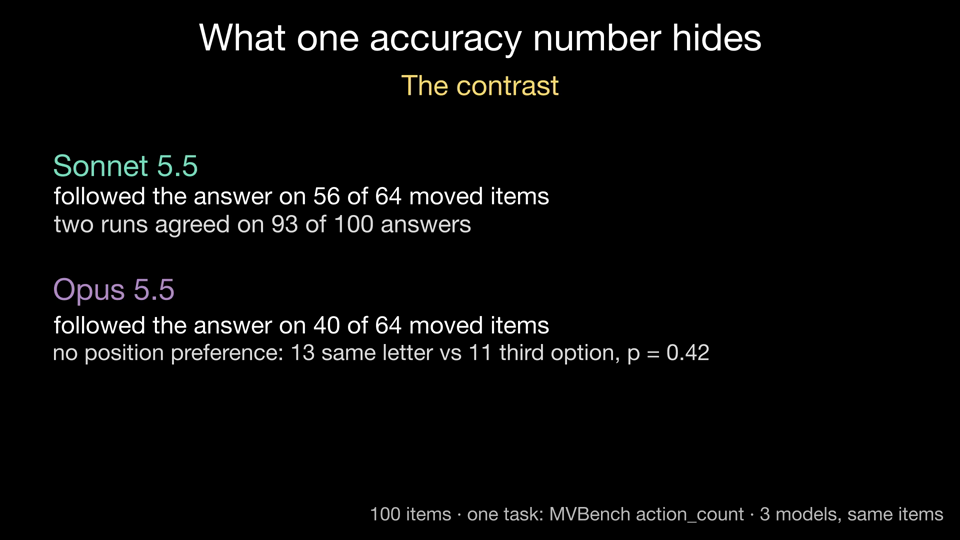 What one accuracy number hides
The contrast
Sonnet 5.5
followed the answer on 56 of 64 moved items
two runs agreed on 93 of 100 answers
Opus 5.5
followed the answer on 40 of 64 moved items
no position preference: 13 same letter vs 11 third option, p = 0.42
100 items · one task: MVBench action_count · 3 models, same items